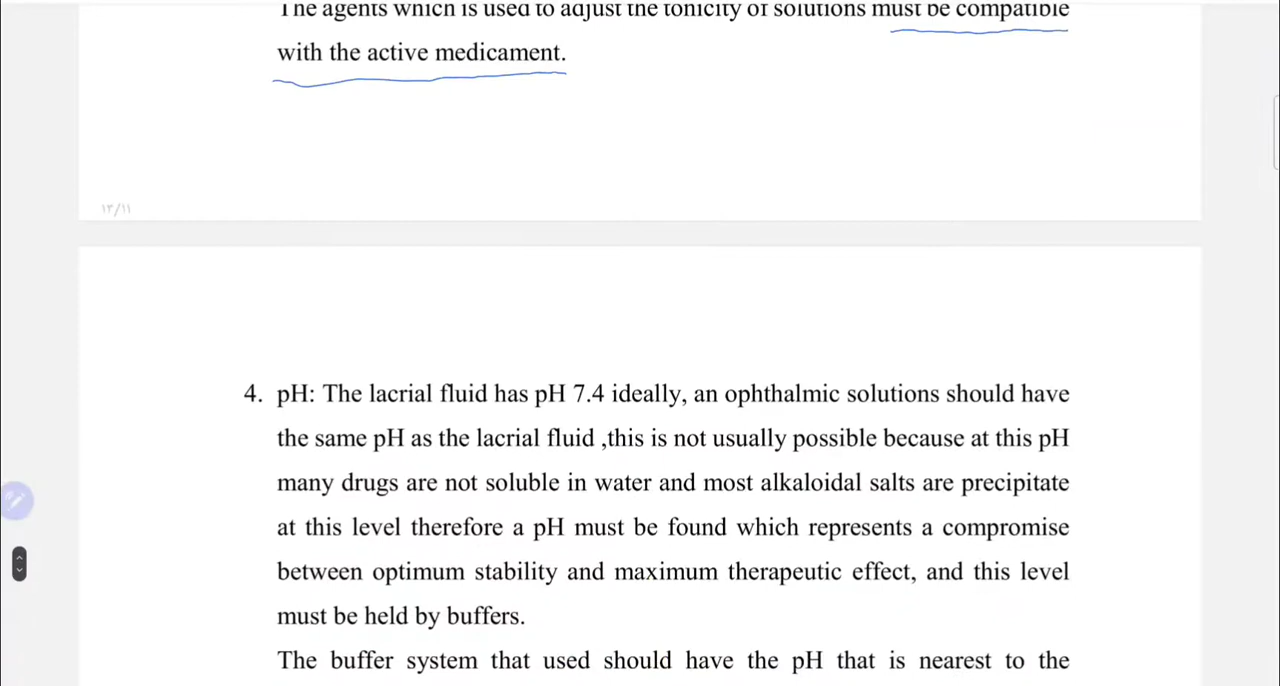 The agents which is used to adjust the tonicity of solutions must be compatible
with the active medicament.
١٣/١١
4. pH: The lacrial fluid has pH 7.4 ideally, an ophthalmic solutions should have
the same pH as the lacrial fluid ,this is not usually possible because at this pH
many drugs are not soluble in water and most alkaloidal salts are precipitate
at this level therefore a pH must be found which represents a compromise
between optimum stability and maximum therapeutic effect, and this level
must be held by buffers.
The buffer system that used should have the pH that is nearest to the